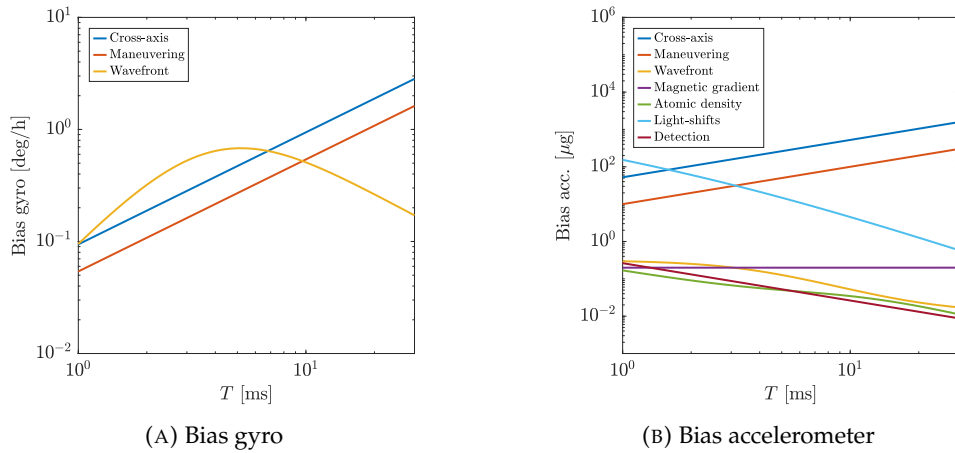 10^1
10^0
10^-1
10^-2
Bias gyro [deg/h]
Cross-axis
Maneuvering
Wavefront
10^0
10^1
T [ms]
(A) Bias gyro
10^6
10^4
10^2
10^0
10^-2
Bias acc. [μg]
Cross-axis
Maneuvering
Wavefront
Magnetic gradient
Atomic density
Light-shifts
Detection
10^0
10^1
T [ms]
(B) Bias accelerometer